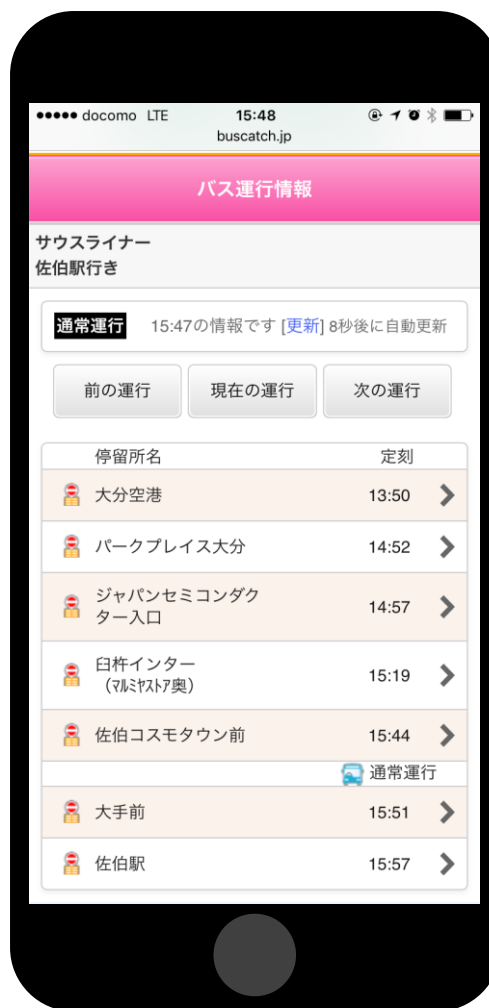 docomo LTE 15:48
buscatch.jp
バス運行情報
サウスライナー
佐伯駅行き
通常運行 15:47の情報です [更新] 8秒後に自動更新
前の運行 現在の運行 次の運行
停留所名 定刻
大分空港 13:50
パークプレイス大分 14:52
ジャパンセミコンダク
ター入口 14:57
臼杵インター
（ﾏﾙﾐﾔｽﾄｱ奥） 15:19
佐伯コスモタウン前 15:44
通常運行
大手前 15:51
佐伯駅 15:57